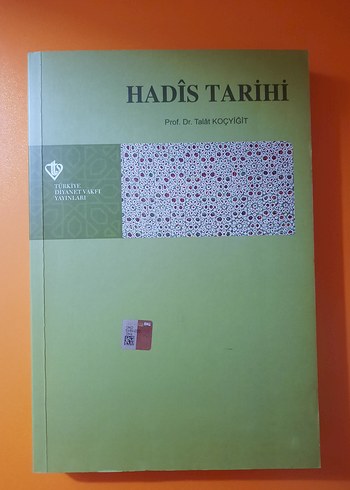 HADÎS TARİHİ
Prof. Dr. Talât KOÇYİĞİT
TÜRKİYE
DİYANET VAKFI
YAYINLARI